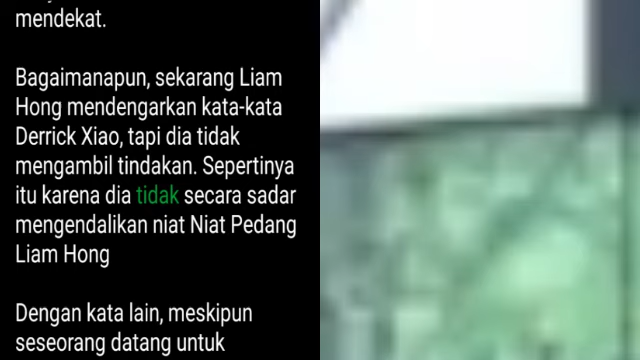 mendekat.
Bagaimanapun, sekarang Liam
Hong mendengarkan kata-kata
Derrick Xiao, tapi dia tidak
mengambil tindakan. Sepertinya
itu karena dia tidak secara sadar
mengendalikan niat Niat Pedang
Liam Hong
Dengan kata lain, meskipun
seseorang datang untuk